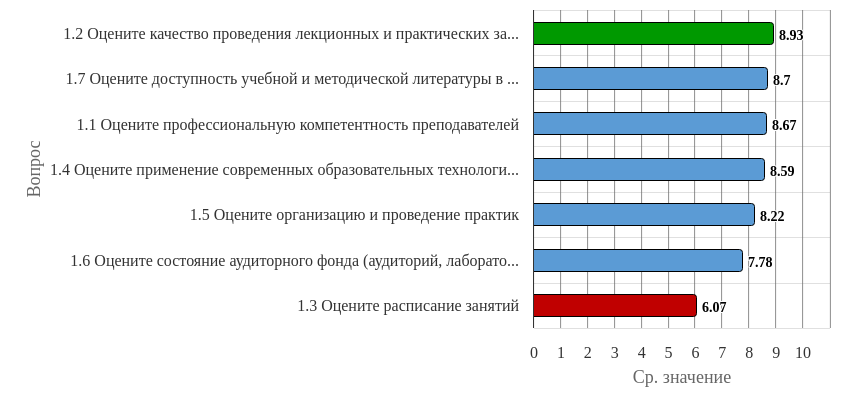 1.2 Оцените качество проведения лекционных и практических за... 8.93
1.7 Оцените доступность учебной и методической литературы в ... 8.7
1.1 Оцените профессиональную компетентность преподавателей 8.67
1.4 Оцените применение современных образовательных технологи... 8.59
1.5 Оцените организацию и проведение практик 8.22
1.6 Оцените состояние аудиторного фонда (аудиторий, лаборато... 7.78
1.3 Оцените расписание занятий 6.07
Вопрос
0 1 2 3 4 5 6 7 8 9 10
Ср. значение